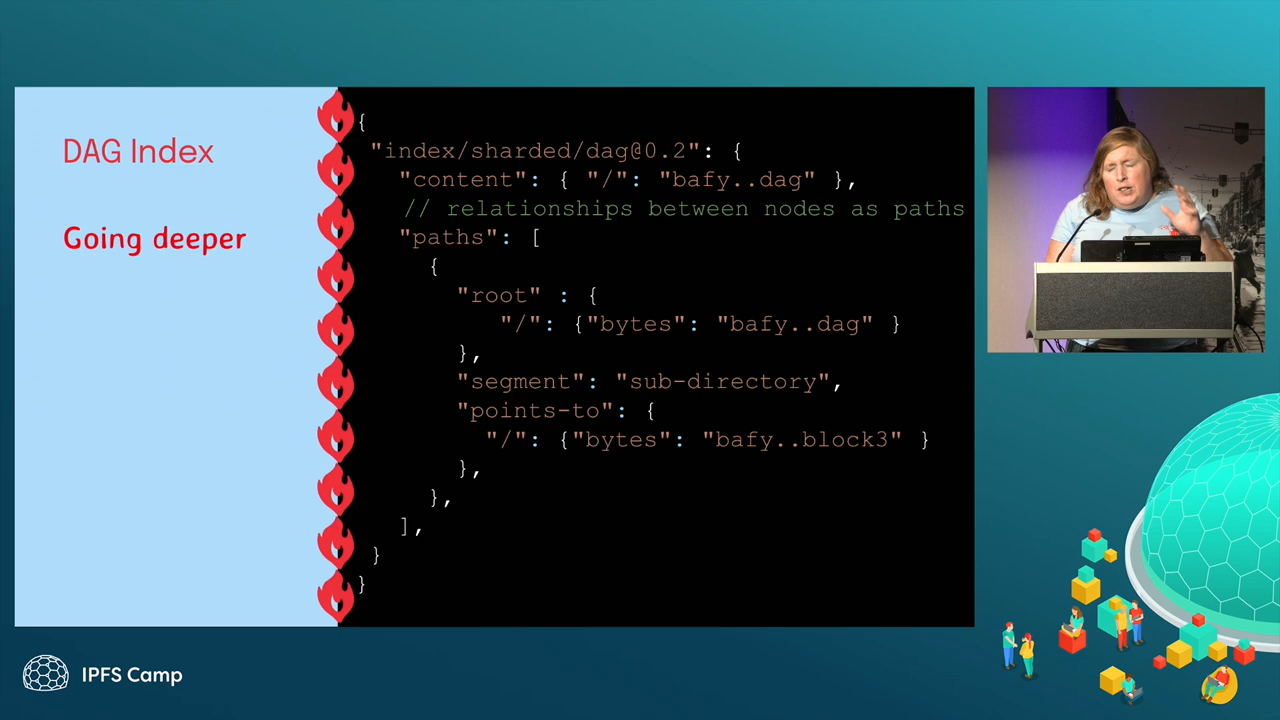 DAG Index
Going deeper
{
"index/sharded/dag@0.2": {
"content": { "/": "bafy..dag" },
// relationships between nodes as paths
"paths": [
{
"root" : {
"/": {"bytes": "bafy..dag" }
},
"segment": "sub-directory",
"points-to": {
"/": {"bytes": "bafy..block3" }
},
},
],
}
}
IPFS Camp